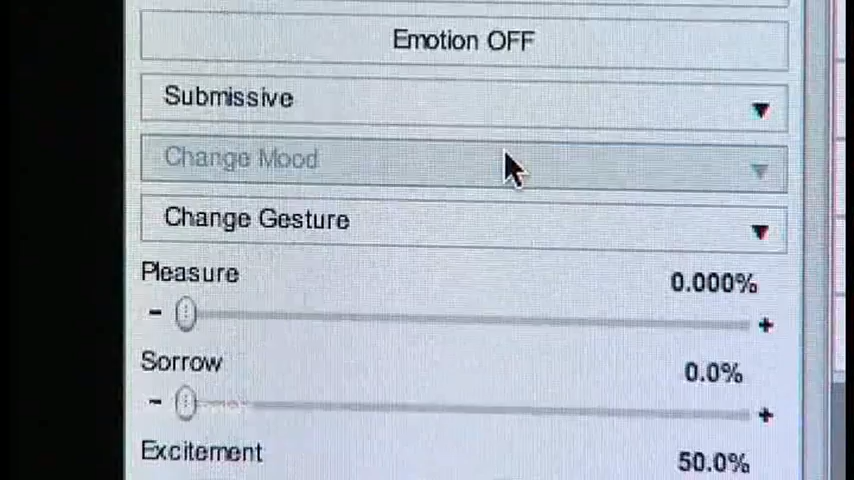 Emotion OFF
Submissive
Change Mood
Change Gesture
Pleasure 0.000%
- +
Sorrow 0.0%
- +
Excitement 50.0%